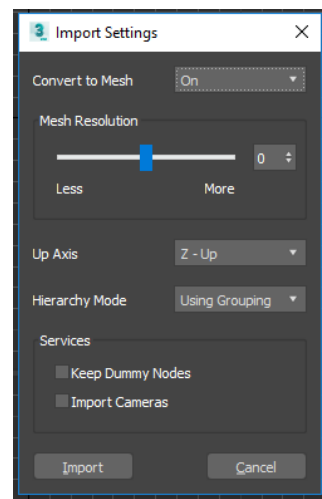 Import Settings
Convert to Mesh On
Mesh Resolution
0
Less More
Up Axis Z - Up
Hierarchy Mode Using Grouping
Services
Keep Dummy Nodes
Import Cameras
Import Cancel